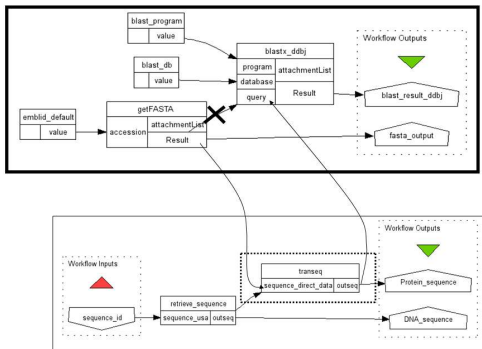 blast_program
value
blast_db
value
blastx_ddbj
program
database
query
attachmentList
Result
Workflow Outputs
blast_result_ddbj
fasta_output
emblid_default
value
getFASTA
accession
attachmentList
Result
Workflow Inputs
sequence_id
retrieve_sequence
sequence_usa outseq
transeq
sequence_direct_data outseq
Workflow Outputs
Protein_sequence
DNA_sequence